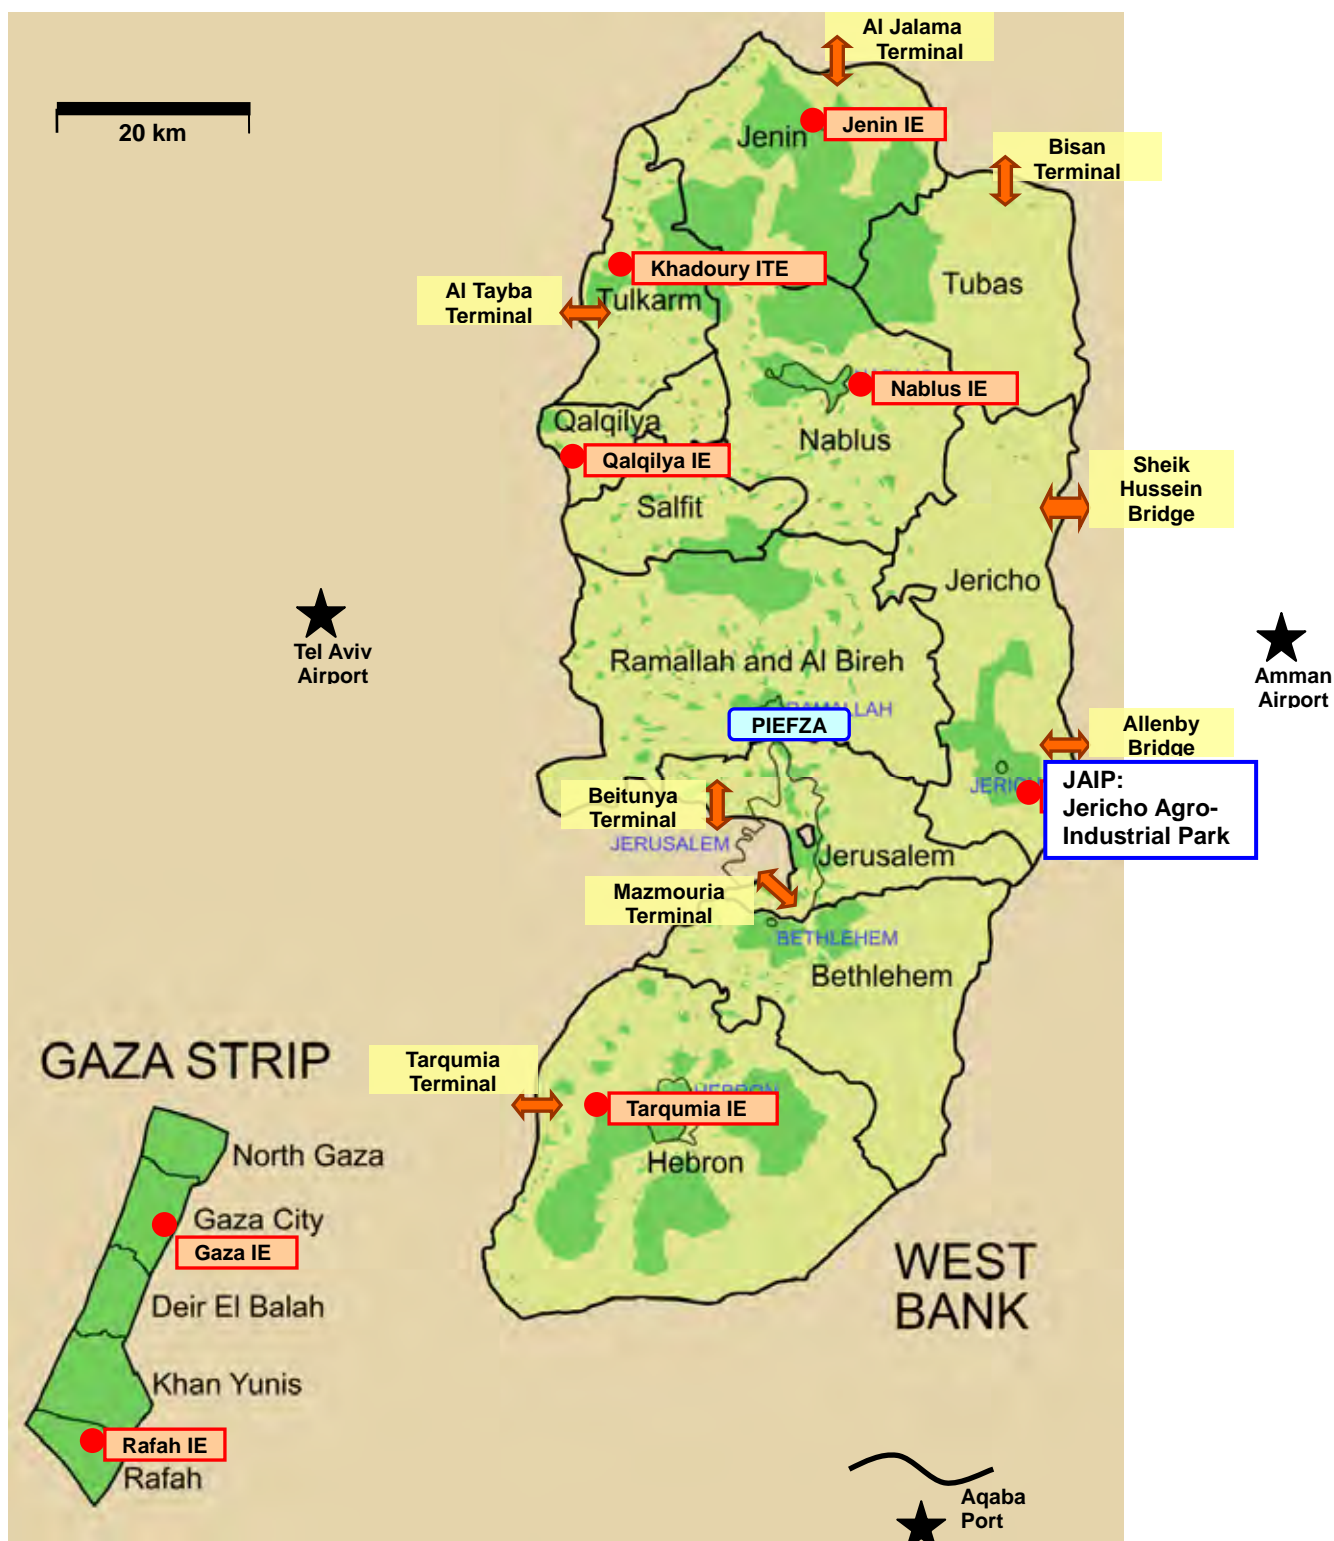 Al Jalama
Terminal
20 km
Jenin
Jenin IE
Bisan
Terminal
Khadoury ITE
Tubas
Al Tayba
Terminal
Tulkarm
Nablus IE
Qalqilya
Nablus
Qalqilya IE
Sheik
Hussein
Bridge
Salfit
Jericho
Tel Aviv
Airport
Ramallah and Al Bireh
Amman
Airport
RAMALLAH
PIEFZA
Allenby
Bridge
JAIP:
Jericho Agro-
Industrial Park
Beitunya
Terminal
JERUSALEM
Jerusalem
Mazmouria
Terminal
BETHLEHEM
Bethlehem
GAZA STRIP
Tarqumia
Terminal
HEBRON
Tarqumia IE
North Gaza
Hebron
Gaza City
Gaza IE
WEST
BANK
Deir El Balah
Khan Yunis
Rafah IE
Rafah
Aqaba
Port